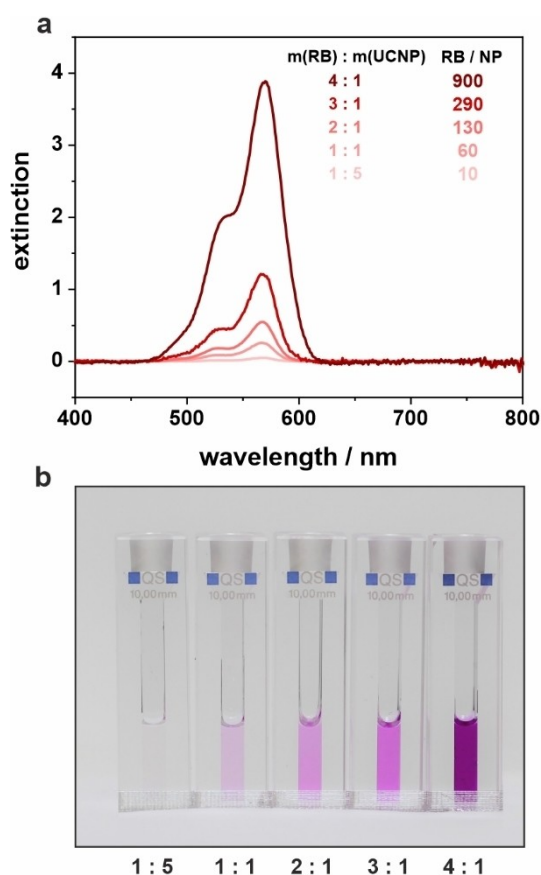 a
m(RB) : m(UCNP) RB / NP
4 : 1 900
3 : 1 290
2 : 1 130
1 : 1 60
1 : 5 10
4
3
2
1
0
extinction
400 500 600 700 800
wavelength / nm
b
QS QS QS QS QS
10,00mm 10,00mm 10,00mm 10,00mm 10,00mm
1 : 5 1 : 1 2 : 1 3 : 1 4 : 1